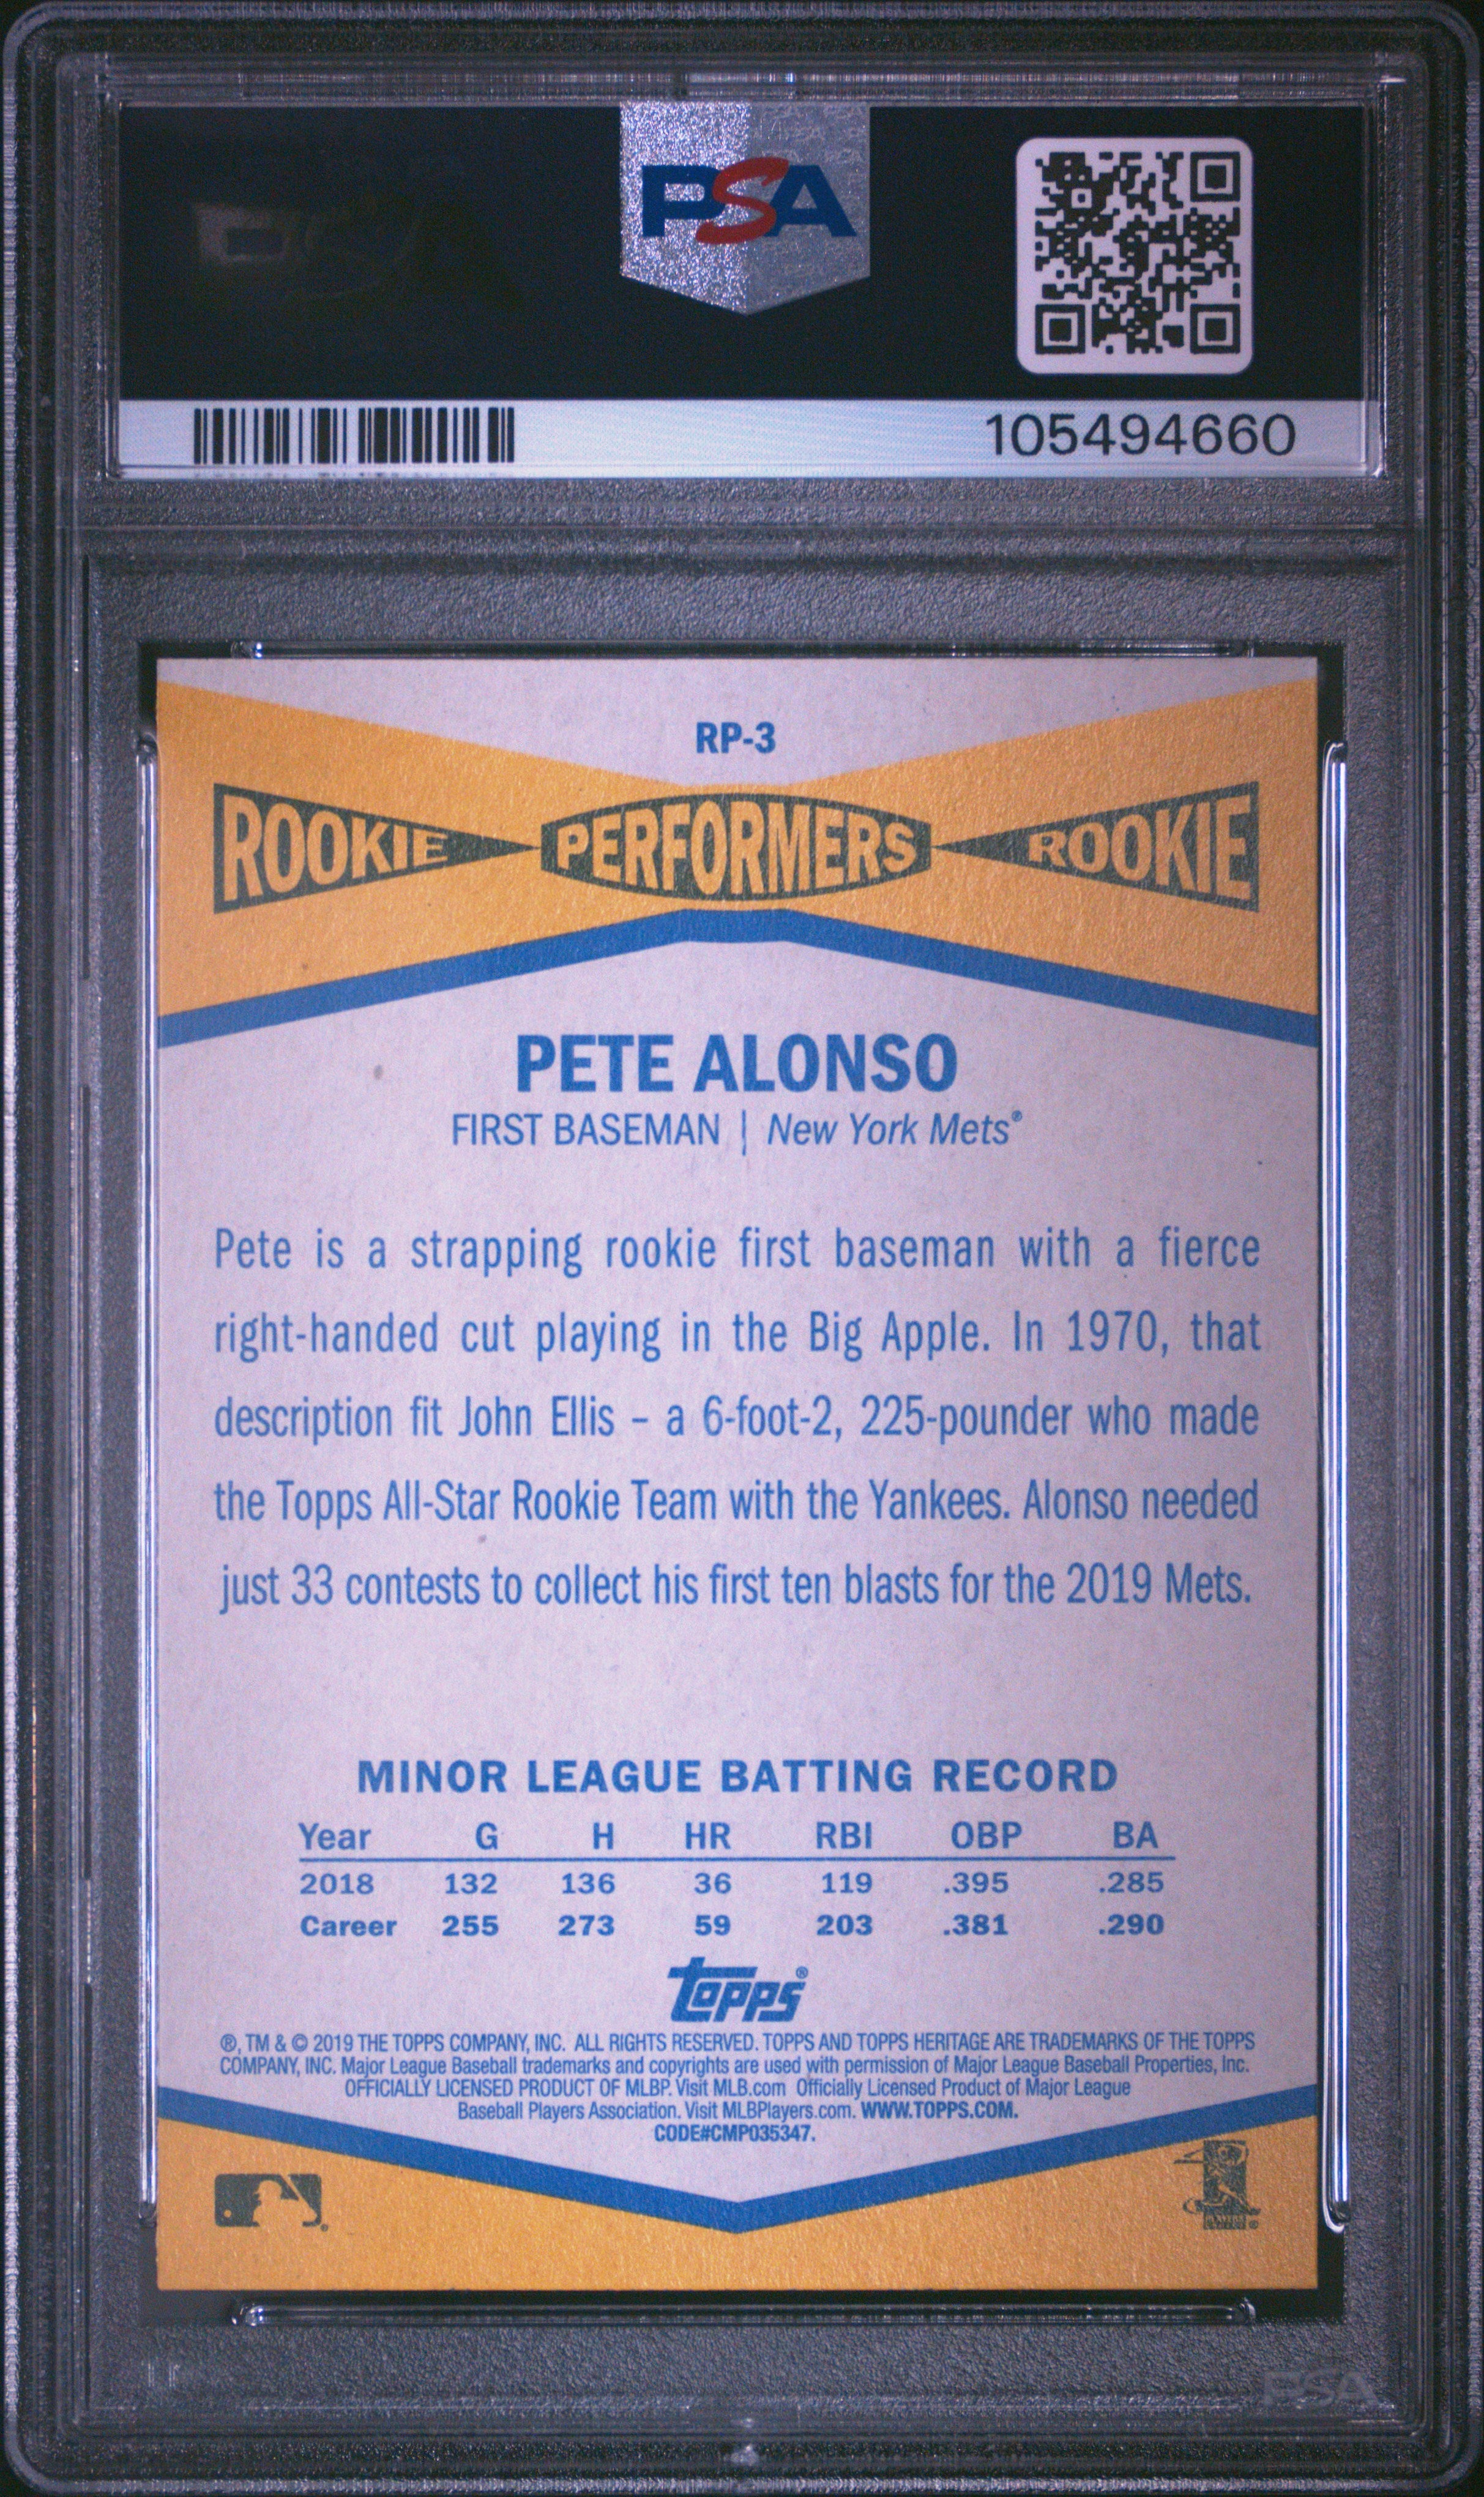 PSA
105494660
RP-3
ROOKIE PERFORMERS ROOKIE
PETE ALONSO
FIRST BASEMAN | New York Mets®
Pete is a strapping rookie first baseman with a fierce
right-handed cut playing in the Big Apple. In 1970, that
description fit John Ellis – a 6-foot-2, 225-pounder who made
the Topps All-Star Rookie Team with the Yankees. Alonso needed
just 33 contests to collect his first ten blasts for the 2019 Mets.
MINOR LEAGUE BATTING RECORD
Year G H HR RBI OBP BA
2018 132 136 36 119 .395 .285
Career 255 273 59 203 .381 .290
Topps®
®, TM & © 2019 THE TOPPS COMPANY, INC. ALL RIGHTS RESERVED. TOPPS AND TOPPS HERITAGE ARE TRADEMARKS OF THE TOPPS
COMPANY, INC. Major League Baseball trademarks and copyrights are used with permission of Major League Baseball Properties, Inc.
OFFICIALLY LICENSED PRODUCT OF MLBP. Visit MLB.com Officially Licensed Product of Major League
Baseball Players Association. Visit MLBPlayers.com. WWW.TOPPS.COM.
CODE#CMP035347.
PSA